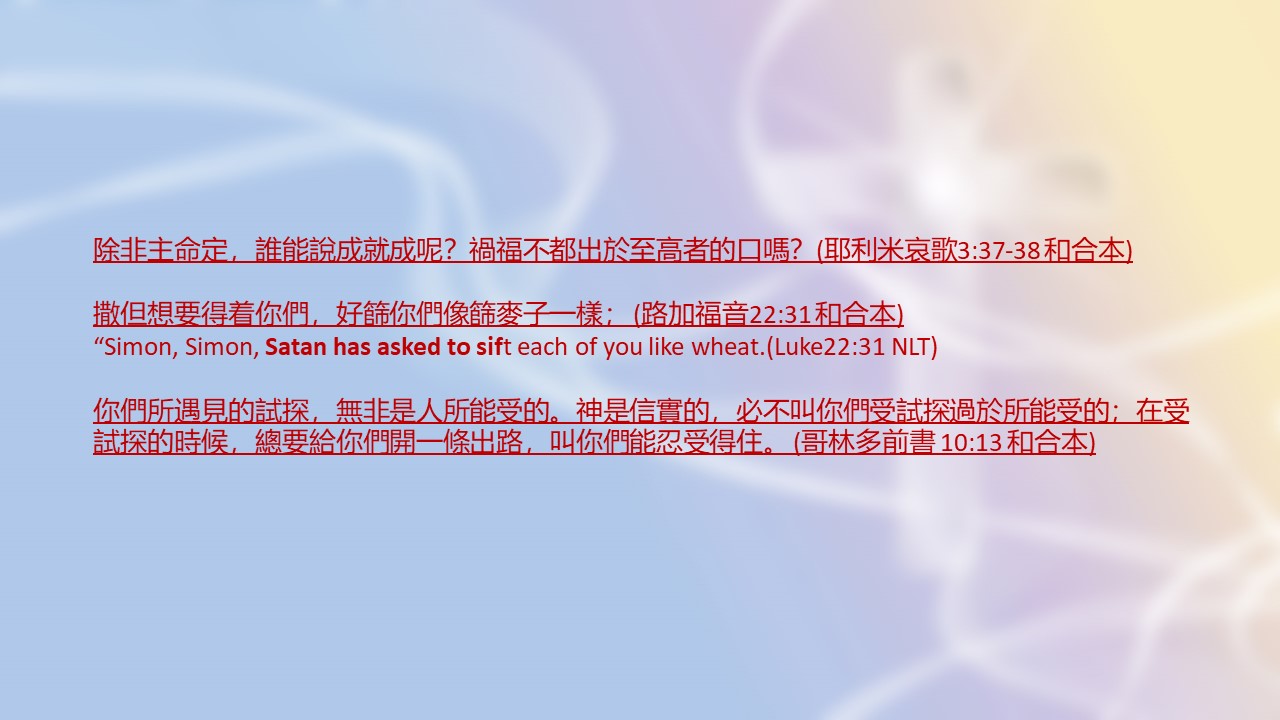 除非主命定，誰能說成就成呢？禍福不都出於至高者的口嗎？(耶利米哀歌3:37-38 和合本)
撒但想要得着你們，好篩你們像篩麥子一樣；(路加福音22:31 和合本)
“Simon, Simon, Satan has asked to sift each of you like wheat.(Luke22:31 NLT)
你們所遇見的試探，無非是人所能受的。神是信實的，必不叫你們受試探過於所能受的；在受
試探的時候，總要給你們開一條出路，叫你們能忍受得住。(哥林多前書 10:13 和合本)